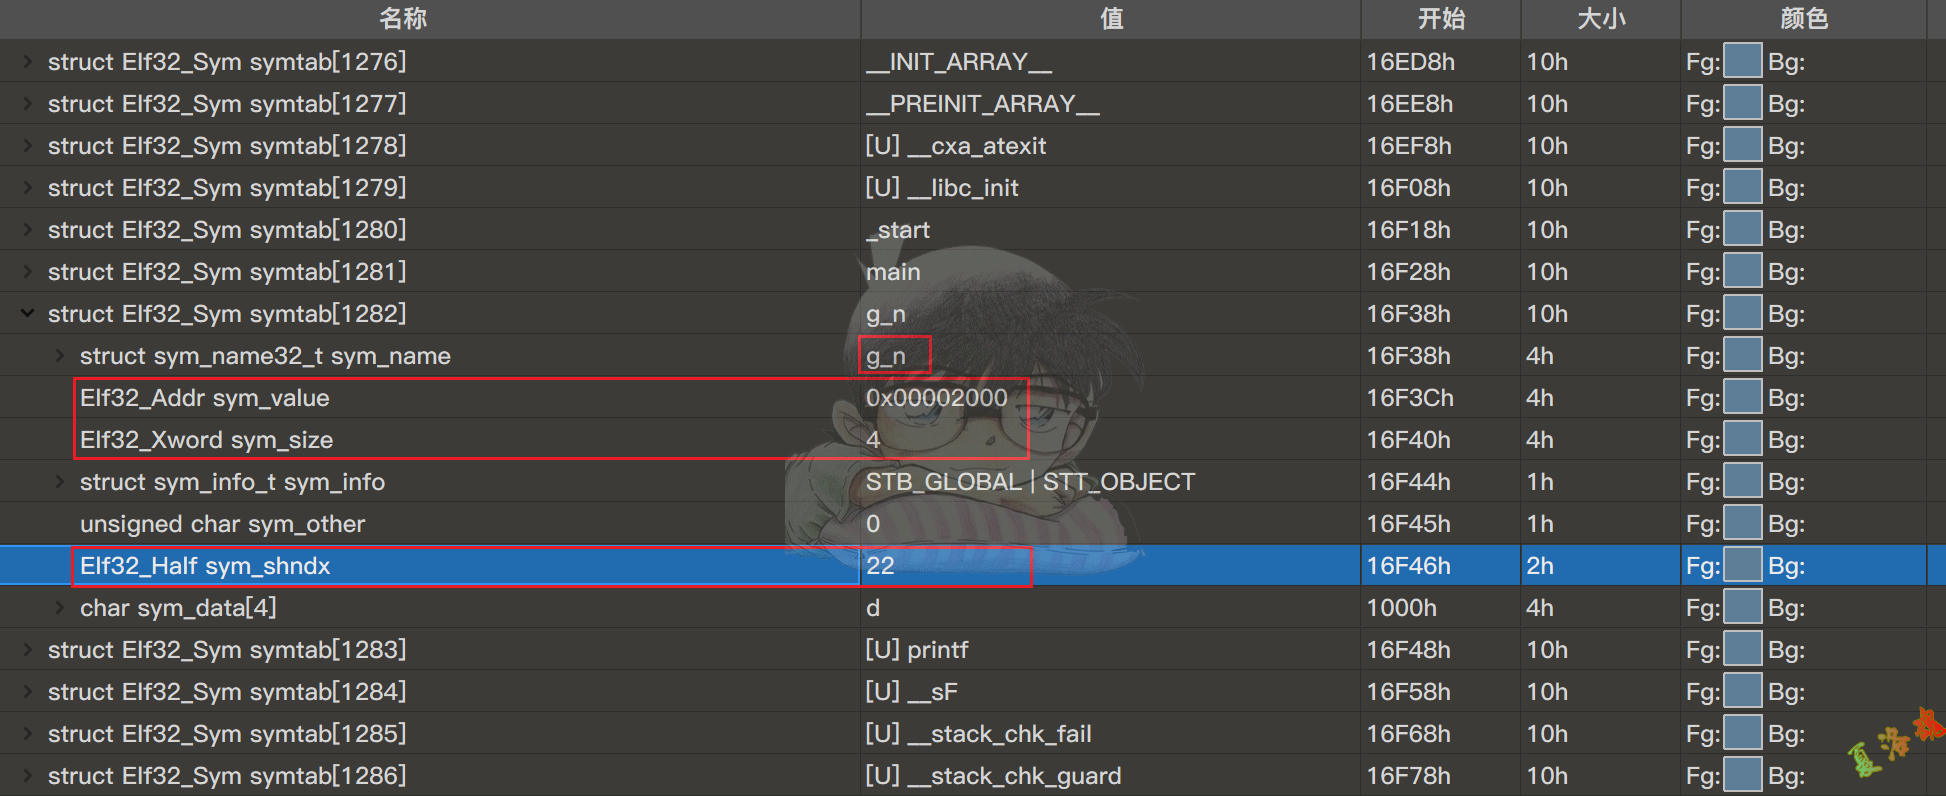 名称 值 开始 大小 颜色
struct Elf32_Sym symtab[1276] __INIT_ARRAY__ 16ED8h 10h Fg: Bg:
struct Elf32_Sym symtab[1277] __PREINIT_ARRAY__ 16EE8h 10h Fg: Bg:
struct Elf32_Sym symtab[1278] [U] __cxa_atexit 16EF8h 10h Fg: Bg:
struct Elf32_Sym symtab[1279] [U] __libc_init 16F08h 10h Fg: Bg:
struct Elf32_Sym symtab[1280] _start 16F18h 10h Fg: Bg:
struct Elf32_Sym symtab[1281] main 16F28h 10h Fg: Bg:
struct Elf32_Sym symtab[1282] g_n 16F38h 10h Fg: Bg:
struct sym_name32_t sym_name g_n 16F38h 4h Fg: Bg:
Elf32_Addr sym_value 0x00002000 16F3Ch 4h Fg: Bg:
Elf32_Xword sym_size 4 16F40h 4h Fg: Bg:
struct sym_info_t sym_info STB_GLOBAL | STT_OBJECT 16F44h 1h Fg: Bg:
unsigned char sym_other 0 16F45h 1h Fg: Bg:
Elf32_Half sym_shndx 22 16F46h 2h Fg: Bg:
char sym_data[4] d 1000h 4h Fg: Bg:
struct Elf32_Sym symtab[1283] [U] printf 16F48h 10h Fg: Bg:
struct Elf32_Sym symtab[1284] [U] __sF 16F58h 10h Fg: Bg:
struct Elf32_Sym symtab[1285] [U] __stack_chk_fail 16F68h 10h Fg: Bg:
struct Elf32_Sym symtab[1286] [U] __stack_chk_guard 16F78h 10h Fg: Bg:
夏洛